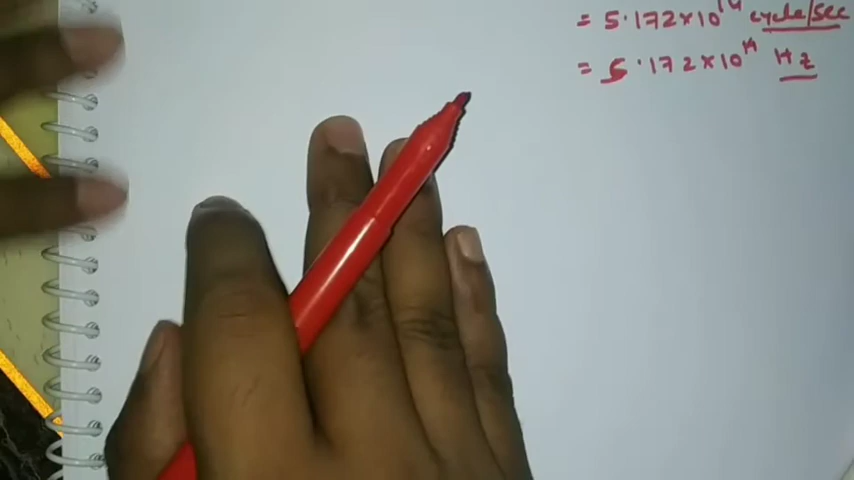 = 5.172×10¹⁴ cycle/sec
= 5.172×10¹⁴ Hz